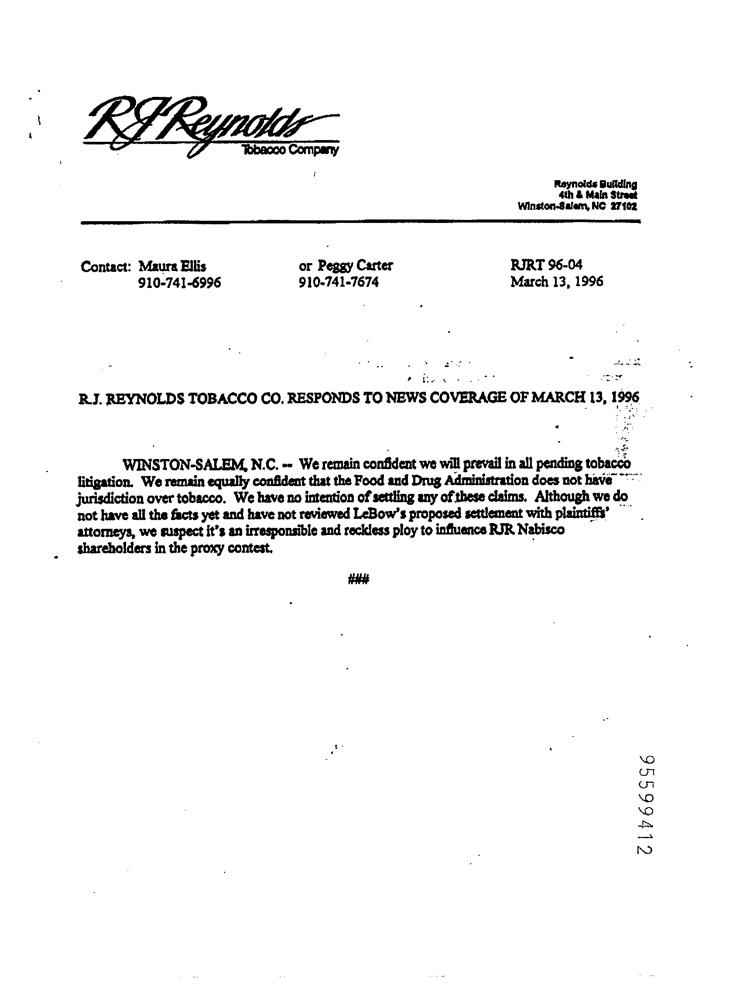 RJReynolds
Tobacco Company
Reynolds Building
4th & Main Street
Winston-Salem, NC 27102
Contact: Maura Ellis or Peggy Carter RJRT 96-04
910-741-6996 910-741-7674 March 13, 1996
R.J. REYNOLDS TOBACCO CO. RESPONDS TO NEWS COVERAGE OF MARCH 13, 1996
WINSTON-SALEM, N.C. -- We remain confident we will prevail in all pending tobacco
litigation. We remain equally confident that the Food and Drug Administration does not have
jurisdiction over tobacco. We have no intention of settling any of these claims. Although we do
not have all the facts yet and have not reviewed LeBow's proposed settlement with plaintiffs'
attorneys, we suspect it's an irresponsible and reckless ploy to influence RJR Nabisco
shareholders in the proxy contest.
###
95599412